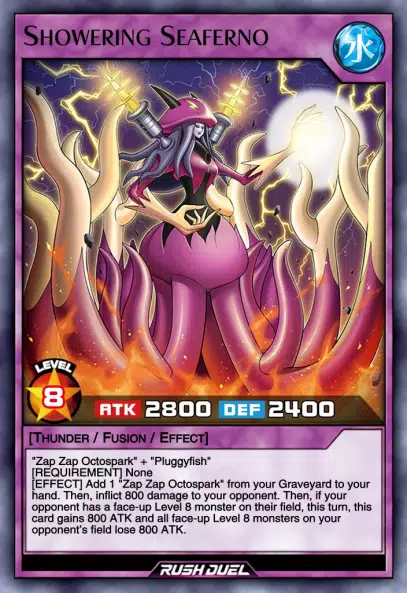 SHOWERING SEAFERNO
水
LEVEL
8
ATK 2800 DEF 2400
[THUNDER / FUSION / EFFECT]
"Zap Zap Octospark" + "Pluggyfish"
[REQUIREMENT] None
[EFFECT] Add 1 "Zap Zap Octospark" from your Graveyard to your
hand. Then, inflict 800 damage to your opponent. Then, if your
opponent has a face-up Level 8 monster on their field, this turn, this
card gains 800 ATK and all face-up Level 8 monsters on your
opponent's field lose 800 ATK.
RUSH DUEL